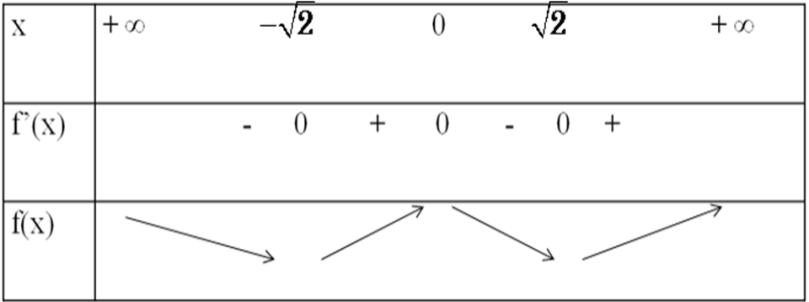 x +∞ −√2 0 √2 +∞
f’(x) - 0 + 0 - 0 +
f(x)